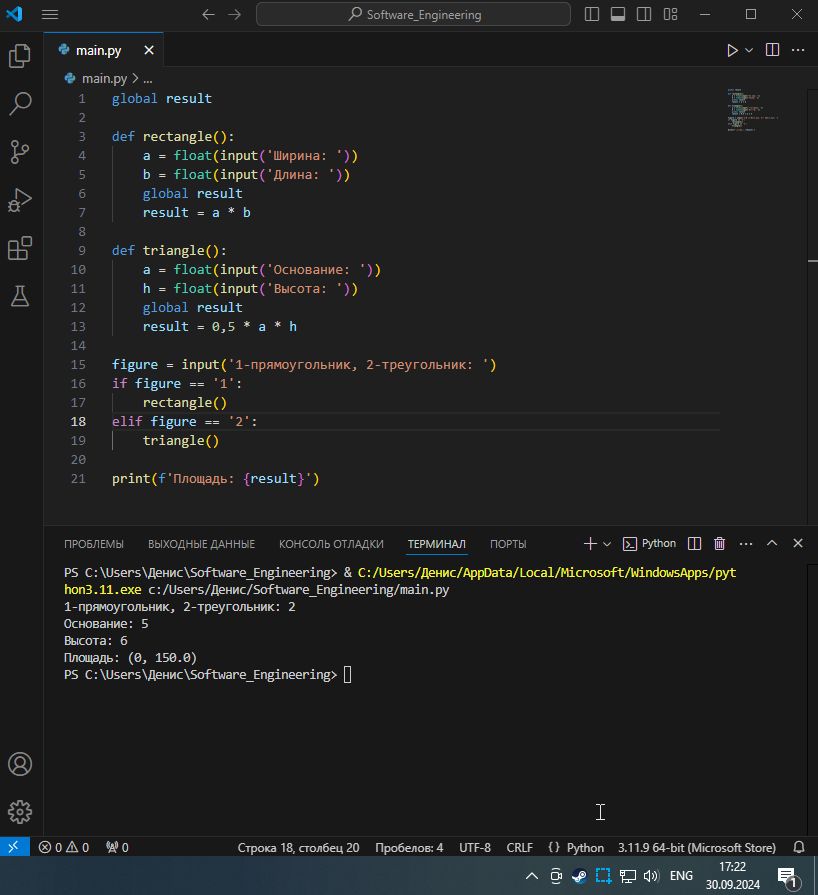 Software_Engineering
main.py
main.py > ...
1 global result
2
3 def rectangle():
4     a = float(input('Ширина: '))
5     b = float(input('Длина: '))
6     global result
7     result = a * b
8
9 def triangle():
10     a = float(input('Основание: '))
11     h = float(input('Высота: '))
12     global result
13     result = 0,5 * a * h
14
15 figure = input('1-прямоугольник, 2-треугольник: ')
16 if figure == '1':
17     rectangle()
18 elif figure == '2':
19     triangle()
20
21 print(f'Площадь: {result}')
ПРОБЛЕМЫ ВЫХОДНЫЕ ДАННЫЕ КОНСОЛЬ ОТЛАДКИ ТЕРМИНАЛ ПОРТЫ Python
PS C:\Users\Денис\Software_Engineering> & C:/Users/Денис/AppData/Local/Microsoft/WindowsApps/pyt
hon3.11.exe c:/Users/Денис/Software_Engineering/main.py
1-прямоугольник, 2-треугольник: 2
Основание: 5
Высота: 6
Площадь: (0, 150.0)
PS C:\Users\Денис\Software_Engineering>
0 0 0 Строка 18, столбец 20 Пробелов: 4 UTF-8 CRLF {} Python 3.11.9 64-bit (Microsoft Store)
ENG 17:22
30.09.2024
1